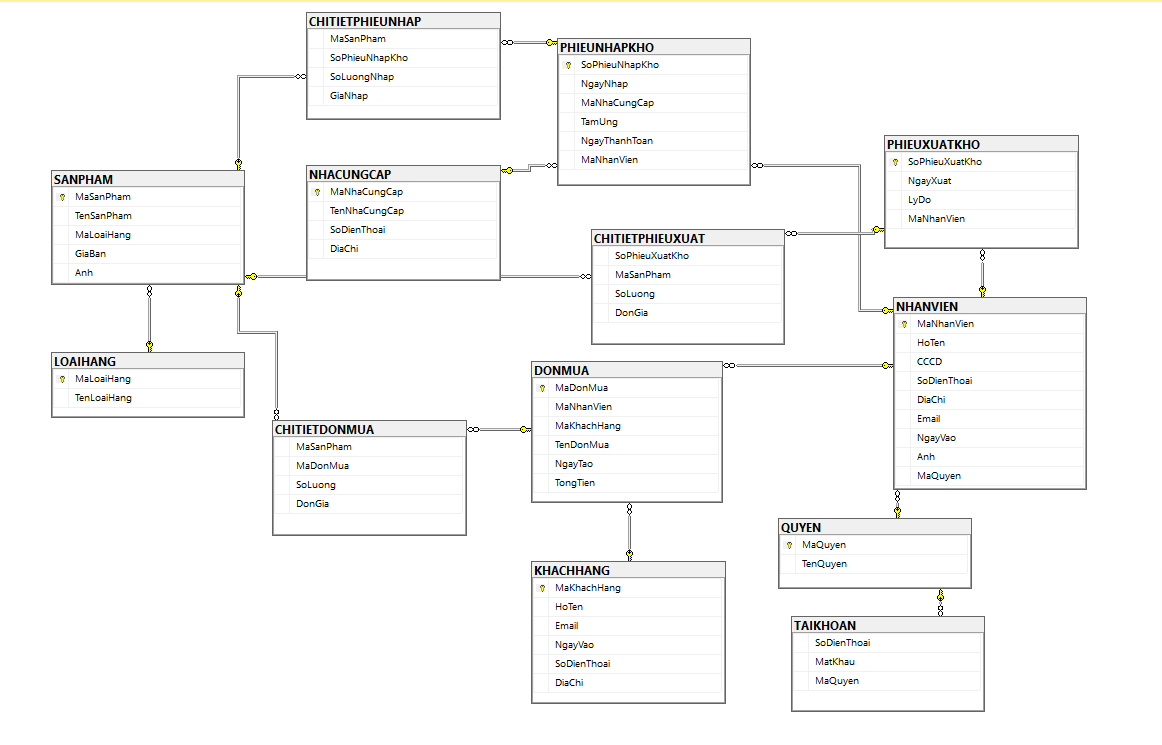 CHITIETPHIEUNHAP
MaSanPham
SoPhieuNhapKho
SoLuongNhap
GiaNhap
PHIEUNHAPKHO
SoPhieuNhapKho
NgayNhap
MaNhaCungCap
TamUng
NgayThanhToan
MaNhanVien
PHIEUXUATKHO
SoPhieuXuatKho
NgayXuat
LyDo
MaNhanVien
SANPHAM
MaSanPham
TenSanPham
MaLoaiHang
GiaBan
Anh
NHACUNGCAP
MaNhaCungCap
TenNhaCungCap
SoDienThoai
DiaChi
CHITIETPHIEUXUAT
SoPhieuXuatKho
MaSanPham
SoLuong
DonGia
NHANVIEN
MaNhanVien
HoTen
CCCD
SoDienThoai
DiaChi
Email
NgayVao
Anh
MaQuyen
LOAIHANG
MaLoaiHang
TenLoaiHang
DONMUA
MaDonMua
MaNhanVien
MaKhachHang
TenDonMua
NgayTao
TongTien
CHITIETDONMUA
MaSanPham
MaDonMua
SoLuong
DonGia
QUYEN
MaQuyen
TenQuyen
KHACHHANG
MaKhachHang
HoTen
Email
NgayVao
SoDienThoai
DiaChi
TAIKHOAN
SoDienThoai
MatKhau
MaQuyen